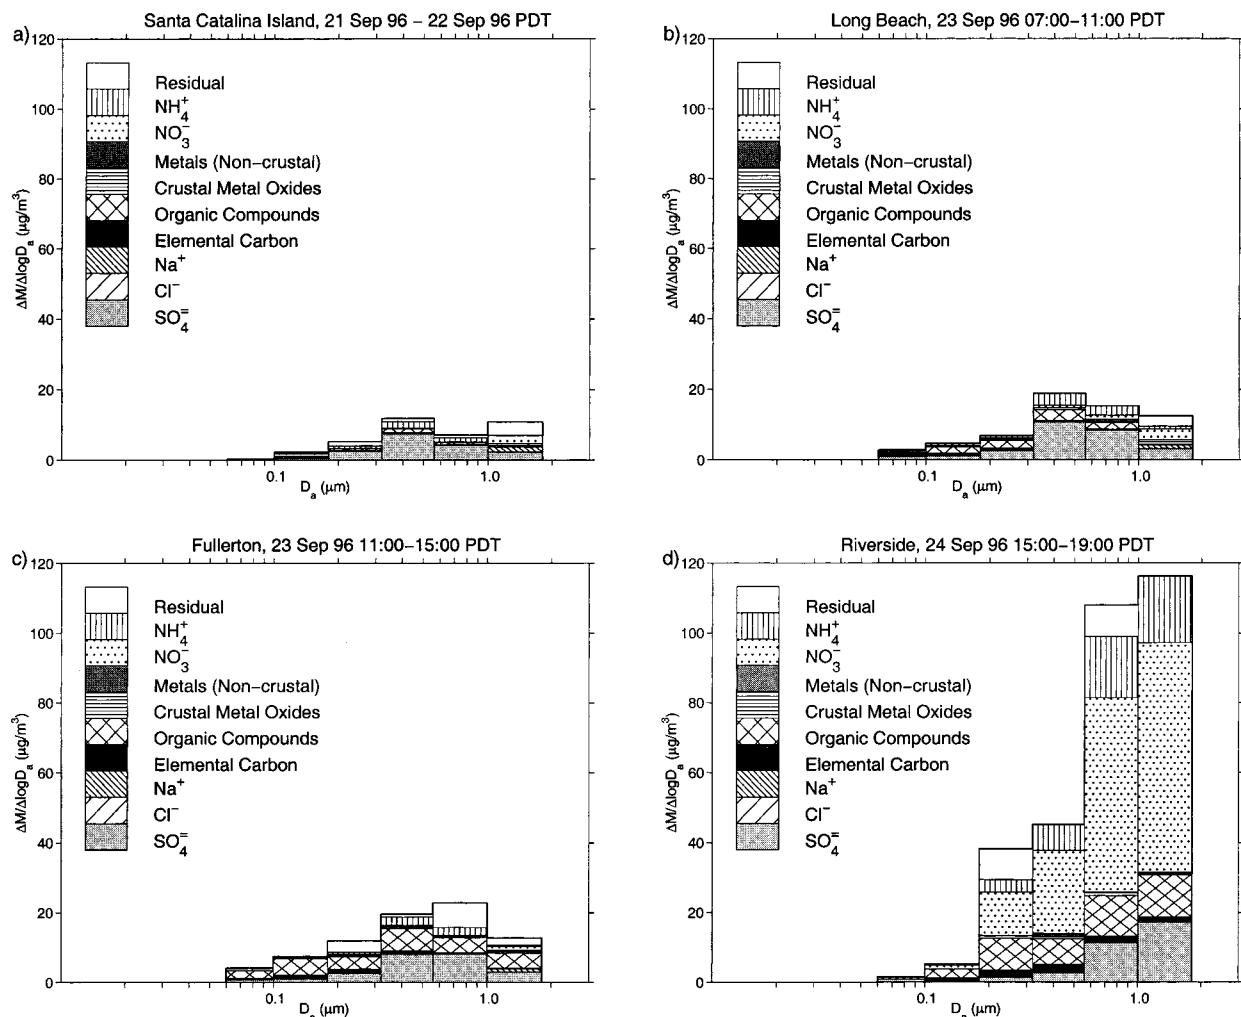 a)
Santa Catalina Island, 21 Sep 96 − 22 Sep 96 PDT
120
100
80
60
40
20
0
ΔM/ΔlogD_a (μg/m³)
Residual
NH₄⁺
NO₃⁻
Metals (Non−crustal)
Crustal Metal Oxides
Organic Compounds
Elemental Carbon
Na⁺
Cl⁻
SO₄⁼
0.1 1.0
D_a (μm)
b)
Long Beach, 23 Sep 96 07:00−11:00 PDT
120
100
80
60
40
20
0
ΔM/ΔlogD_a (μg/m³)
Residual
NH₄⁺
NO₃⁻
Metals (Non−crustal)
Crustal Metal Oxides
Organic Compounds
Elemental Carbon
Na⁺
Cl⁻
SO₄⁼
0.1 1.0
D_a (μm)
c)
Fullerton, 23 Sep 96 11:00−15:00 PDT
120
100
80
60
40
20
0
ΔM/ΔlogD_a (μg/m³)
Residual
NH₄⁺
NO₃⁻
Metals (Non−crustal)
Crustal Metal Oxides
Organic Compounds
Elemental Carbon
Na⁺
Cl⁻
SO₄⁼
0.1 1.0
D_a (μm)
d)
Riverside, 24 Sep 96 15:00−19:00 PDT
120
100
80
60
40
20
0
ΔM/ΔlogD_a (μg/m³)
Residual
NH₄⁺
NO₃⁻
Metals (Non−crustal)
Crustal Metal Oxides
Organic Compounds
Elemental Carbon
Na⁺
Cl⁻
SO₄⁼
0.1 1.0
D_a (μm)